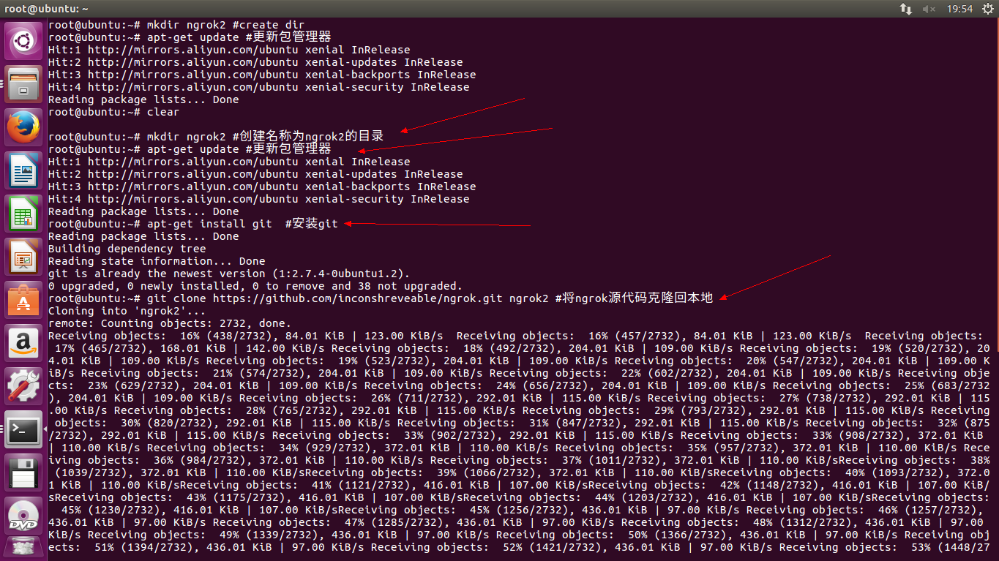 root@ubuntu: ~
19:54
root@ubuntu:~# mkdir ngrok2 #create dir
root@ubuntu:~# apt-get update #更新包管理器
Hit:1 http://mirrors.aliyun.com/ubuntu xenial InRelease
Hit:2 http://mirrors.aliyun.com/ubuntu xenial-updates InRelease
Hit:3 http://mirrors.aliyun.com/ubuntu xenial-backports InRelease
Hit:4 http://mirrors.aliyun.com/ubuntu xenial-security InRelease
Reading package lists... Done
root@ubuntu:~# clear
root@ubuntu:~# mkdir ngrok2 #创建名称为ngrok2的目录
root@ubuntu:~# apt-get update #更新包管理器
Hit:1 http://mirrors.aliyun.com/ubuntu xenial InRelease
Hit:2 http://mirrors.aliyun.com/ubuntu xenial-updates InRelease
Hit:3 http://mirrors.aliyun.com/ubuntu xenial-backports InRelease
Hit:4 http://mirrors.aliyun.com/ubuntu xenial-security InRelease
Reading package lists... Done
root@ubuntu:~# apt-get install git  #安装git
Reading package lists... Done
Building dependency tree
Reading state information... Done
git is already the newest version (1:2.7.4-0ubuntu1.2).
0 upgraded, 0 newly installed, 0 to remove and 38 not upgraded.
root@ubuntu:~# git clone https://github.com/inconshreveable/ngrok.git ngrok2 #将ngrok源代码克隆回本地
Cloning into 'ngrok2'...
remote: Counting objects: 2732, done.
Receiving objects:  16% (438/2732), 84.01 KiB | 123.00 KiB/s  Receiving objects:  16% (457/2732), 84.01 KiB | 123.00 KiB/s  Receiving objects:
 17% (465/2732), 168.01 KiB | 142.00 KiB/s Receiving objects:  18% (492/2732), 204.01 KiB | 109.00 KiB/s Receiving objects:  19% (520/2732), 20
4.01 KiB | 109.00 KiB/s Receiving objects:  19% (523/2732), 204.01 KiB | 109.00 KiB/s Receiving objects:  20% (547/2732), 204.01 KiB | 109.00 K
iB/s Receiving objects:  21% (574/2732), 204.01 KiB | 109.00 KiB/s Receiving objects:  22% (602/2732), 204.01 KiB | 109.00 KiB/s Receiving obje
cts:  23% (629/2732), 204.01 KiB | 109.00 KiB/s Receiving objects:  24% (656/2732), 204.01 KiB | 109.00 KiB/s Receiving objects:  25% (683/2732
), 204.01 KiB | 109.00 KiB/s Receiving objects:  26% (711/2732), 292.01 KiB | 115.00 KiB/s Receiving objects:  27% (738/2732), 292.01 KiB | 115
.00 KiB/s Receiving objects:  28% (765/2732), 292.01 KiB | 115.00 KiB/s Receiving objects:  29% (793/2732), 292.01 KiB | 115.00 KiB/s Receiving
 objects:  30% (820/2732), 292.01 KiB | 115.00 KiB/s Receiving objects:  31% (847/2732), 292.01 KiB | 115.00 KiB/s Receiving objects:  32% (875
/2732), 292.01 KiB | 115.00 KiB/s Receiving objects:  33% (902/2732), 292.01 KiB | 115.00 KiB/s Receiving objects:  33% (908/2732), 372.01 KiB
| 110.00 KiB/s Receiving objects:  34% (929/2732), 372.01 KiB | 110.00 KiB/s Receiving objects:  35% (957/2732), 372.01 KiB | 110.00 KiB/s Rece
iving objects:  36% (984/2732), 372.01 KiB | 110.00 KiB/s Receiving objects:  37% (1011/2732), 372.01 KiB | 110.00 KiB/sReceiving objects:  38%
 (1039/2732), 372.01 KiB | 110.00 KiB/sReceiving objects:  39% (1066/2732), 372.01 KiB | 110.00 KiB/sReceiving objects:  40% (1093/2732), 372.0
1 KiB | 110.00 KiB/sReceiving objects:  41% (1121/2732), 416.01 KiB | 107.00 KiB/sReceiving objects:  42% (1148/2732), 416.01 KiB | 107.00 KiB/
sReceiving objects:  43% (1175/2732), 416.01 KiB | 107.00 KiB/sReceiving objects:  44% (1203/2732), 416.01 KiB | 107.00 KiB/sReceiving objects:
  45% (1230/2732), 416.01 KiB | 107.00 KiB/sReceiving objects:  45% (1256/2732), 436.01 KiB | 97.00 KiB/s Receiving objects:  46% (1257/2732),
436.01 KiB | 97.00 KiB/s Receiving objects:  47% (1285/2732), 436.01 KiB | 97.00 KiB/s Receiving objects:  48% (1312/2732), 436.01 KiB | 97.00
KiB/s Receiving objects:  49% (1339/2732), 436.01 KiB | 97.00 KiB/s Receiving objects:  50% (1366/2732), 436.01 KiB | 97.00 KiB/s Receiving obj
ects:  51% (1394/2732), 436.01 KiB | 97.00 KiB/s Receiving objects:  52% (1421/2732), 436.01 KiB | 97.00 KiB/s Receiving objects:  53% (1448/27